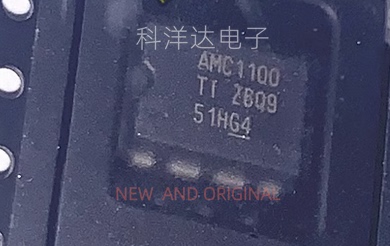 科洋达电子
AMC1100
TI 2BQ9
51HG4
NEW AND ORIGINAL